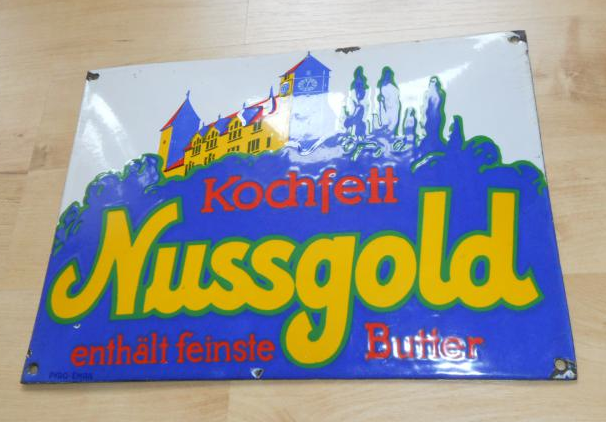 Kochfett
Nussgold
enthält feinste Butter